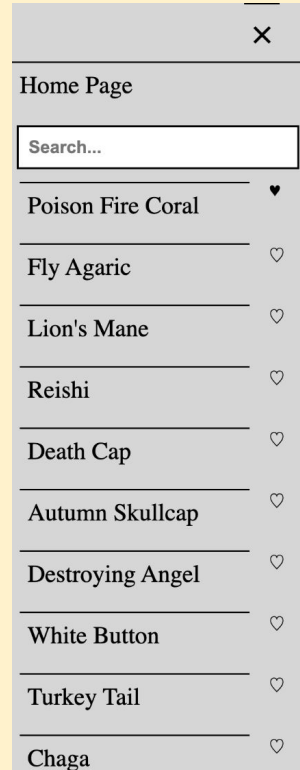 ×
Home Page
Search...
Poison Fire Coral ♥
Fly Agaric ♡
Lion's Mane ♡
Reishi ♡
Death Cap ♡
Autumn Skullcap ♡
Destroying Angel ♡
White Button ♡
Turkey Tail ♡
Chaga ♡